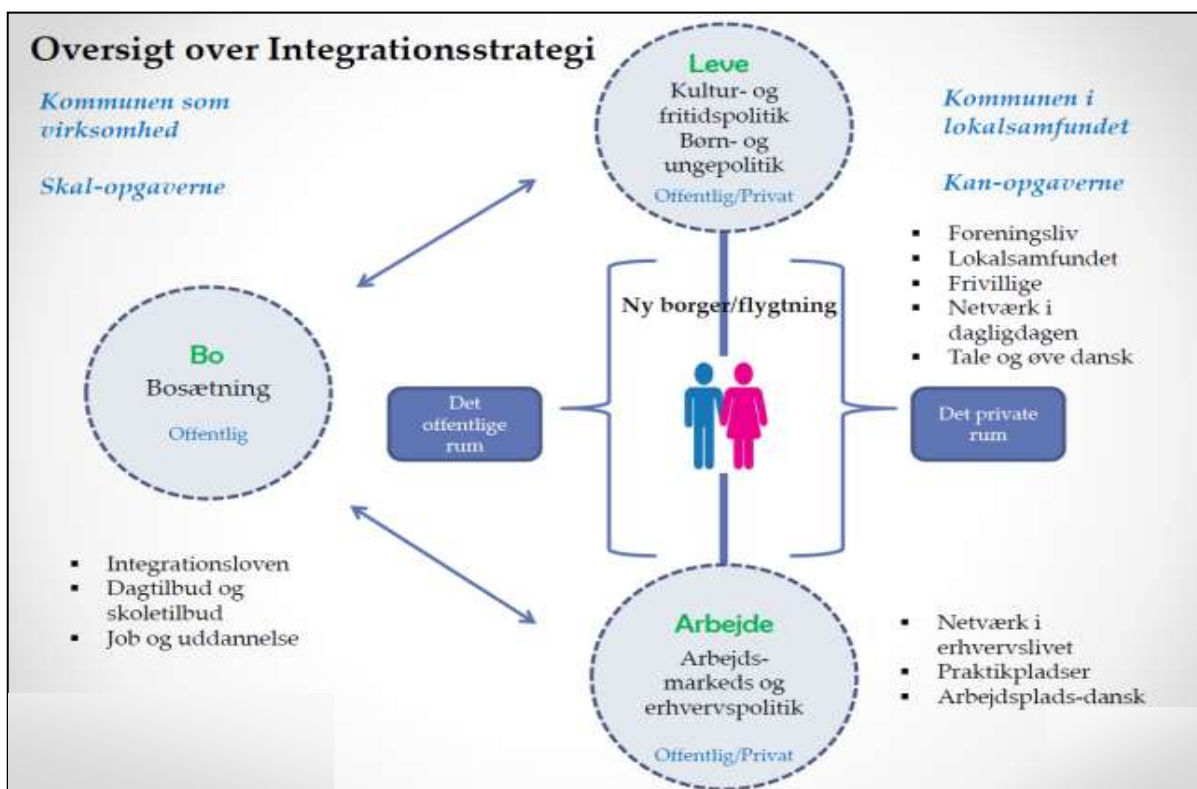 Oversigt over Integrationsstrategi
Kommunen som
virksomhed
Skal-opgaverne
Leve
Kultur- og
fritidspolitik
Børn- og
ungepolitik
Offentlig/Privat
Kommunen i
lokalsamfundet
Kan-opgaverne
▪ Foreningsliv
▪ Lokalsamfundet
▪ Frivillige
▪ Netværk i
dagligdagen
▪ Tale og øve dansk
Ny borger/flygtning
Bo
Bosætning
Offentlig
Det
offentlige
rum
Det private
rum
▪ Integrationsloven
▪ Dagtilbud og
skoletilbud
▪ Job og uddannelse
Arbejde
Arbejds-
markeds og
erhvervspolitik
Offentlig/Privat
▪ Netværk i
erhvervslivet
▪ Praktikpladser
▪ Arbejdsplads-dansk